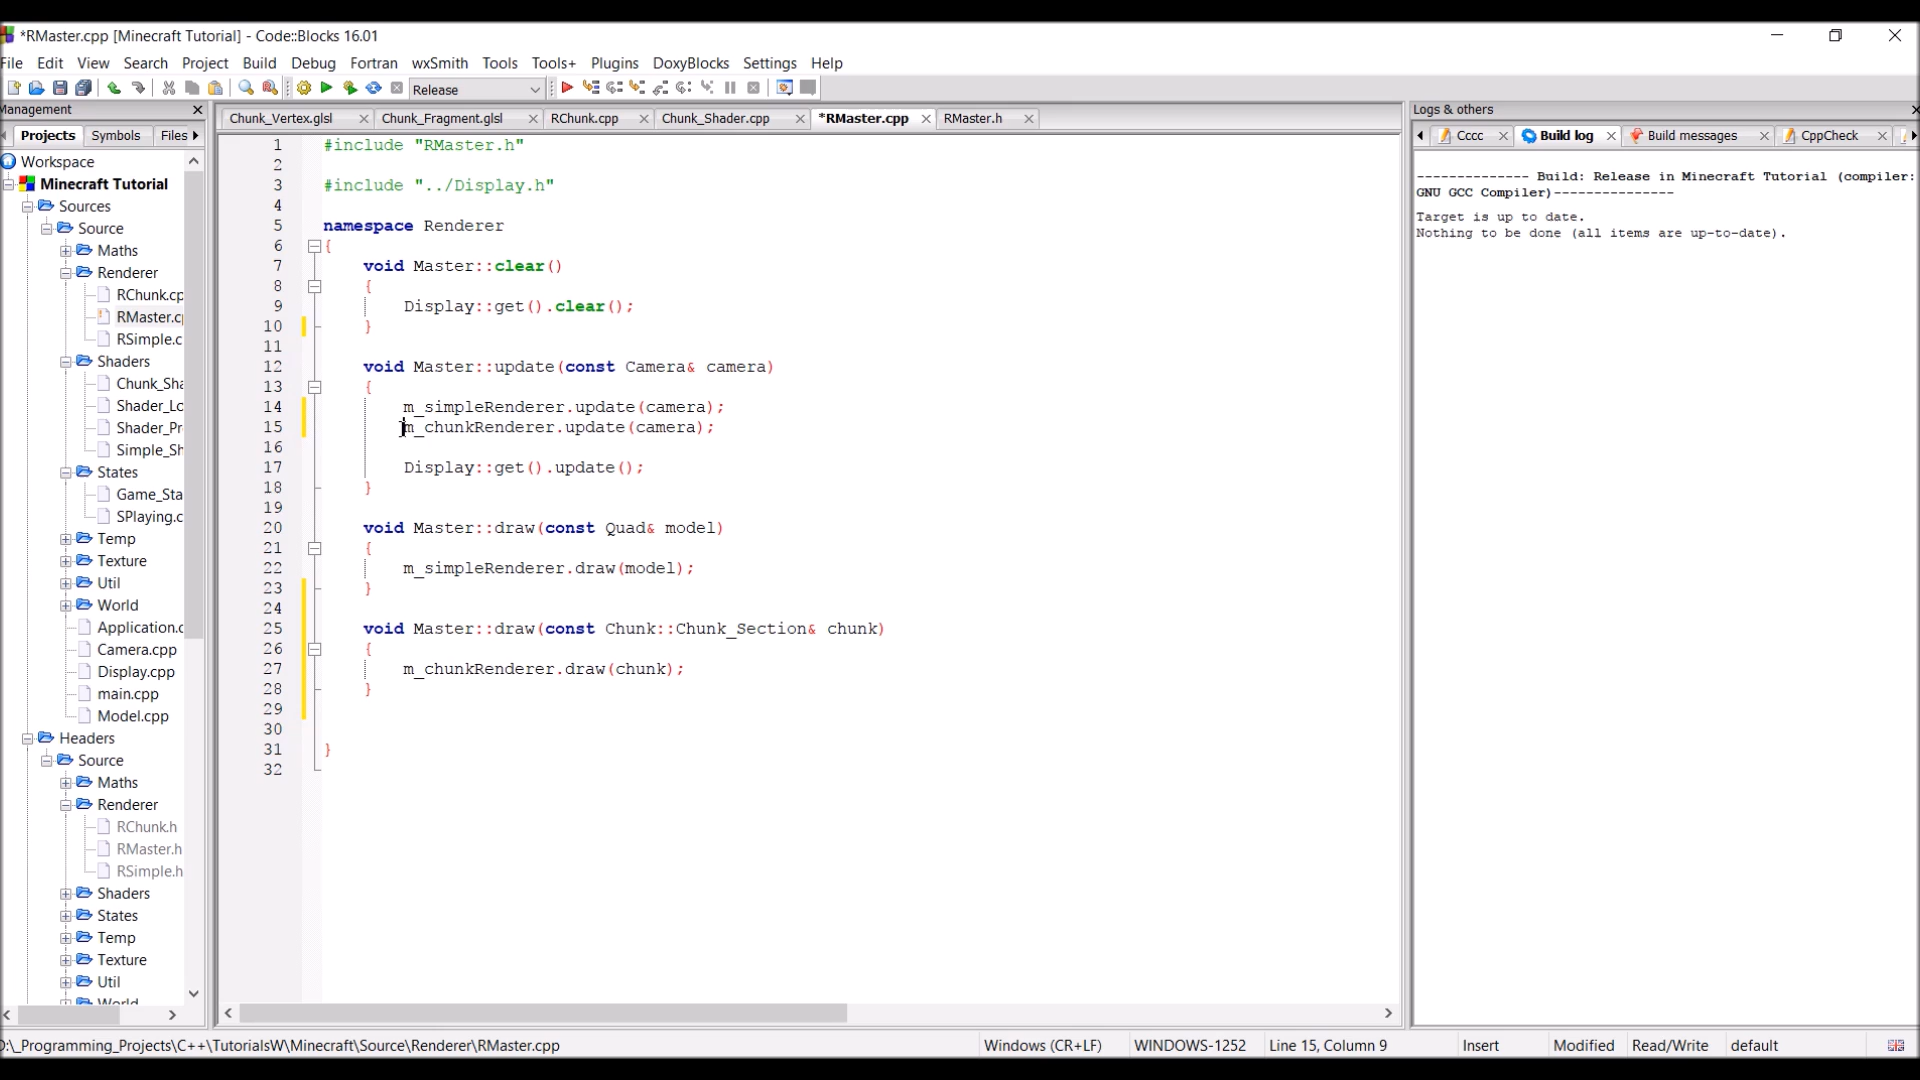 *RMaster.cpp [Minecraft Tutorial] - Code::Blocks 16.01
File Edit View Search Project Build Debug Fortran wxSmith Tools Tools+ Plugins DoxyBlocks Settings Help
Release
Management
Projects Symbols Files
Workspace
Minecraft Tutorial
Sources
Source
Maths
Renderer
RChunk.cp
RMaster.c
RSimple.c
Shaders
Chunk_Sha
Shader_Lo
Shader_Pr
Simple_Sh
States
Game_Sta
SPlaying.c
Temp
Texture
Util
World
Application.c
Camera.cpp
Display.cpp
main.cpp
Model.cpp
Headers
Source
Maths
Renderer
RChunk.h
RMaster.h
RSimple.h
Shaders
States
Temp
Texture
Util
World
Chunk_Vertex.glsl Chunk_Fragment.glsl RChunk.cpp Chunk_Shader.cpp *RMaster.cpp RMaster.h
1 #include "RMaster.h"
2
3 #include "../Display.h"
4
5 namespace Renderer
6 {
7 void Master::clear()
8 {
9 Display::get().clear();
10 }
11
12 void Master::update(const Camera& camera)
13 {
14 m_simpleRenderer.update(camera);
15 m_chunkRenderer.update(camera);
16
17 Display::get().update();
18 }
19
20 void Master::draw(const Quad& model)
21 {
22 m_simpleRenderer.draw(model);
23 }
24
25 void Master::draw(const Chunk::Chunk_Section& chunk)
26 {
27 m_chunkRenderer.draw(chunk);
28 }
29
30
31 }
32
Logs & others
Cccc Build log Build messages CppCheck
-------------- Build: Release in Minecraft Tutorial (compiler:
GNU GCC Compiler)---------------
Target is up to date.
Nothing to be done (all items are up-to-date).
D:\_Programming_Projects\C++\TutorialsW\Minecraft\Source\Renderer\RMaster.cpp Windows (CR+LF) WINDOWS-1252 Line 15, Column 9 Insert Modified Read/Write default